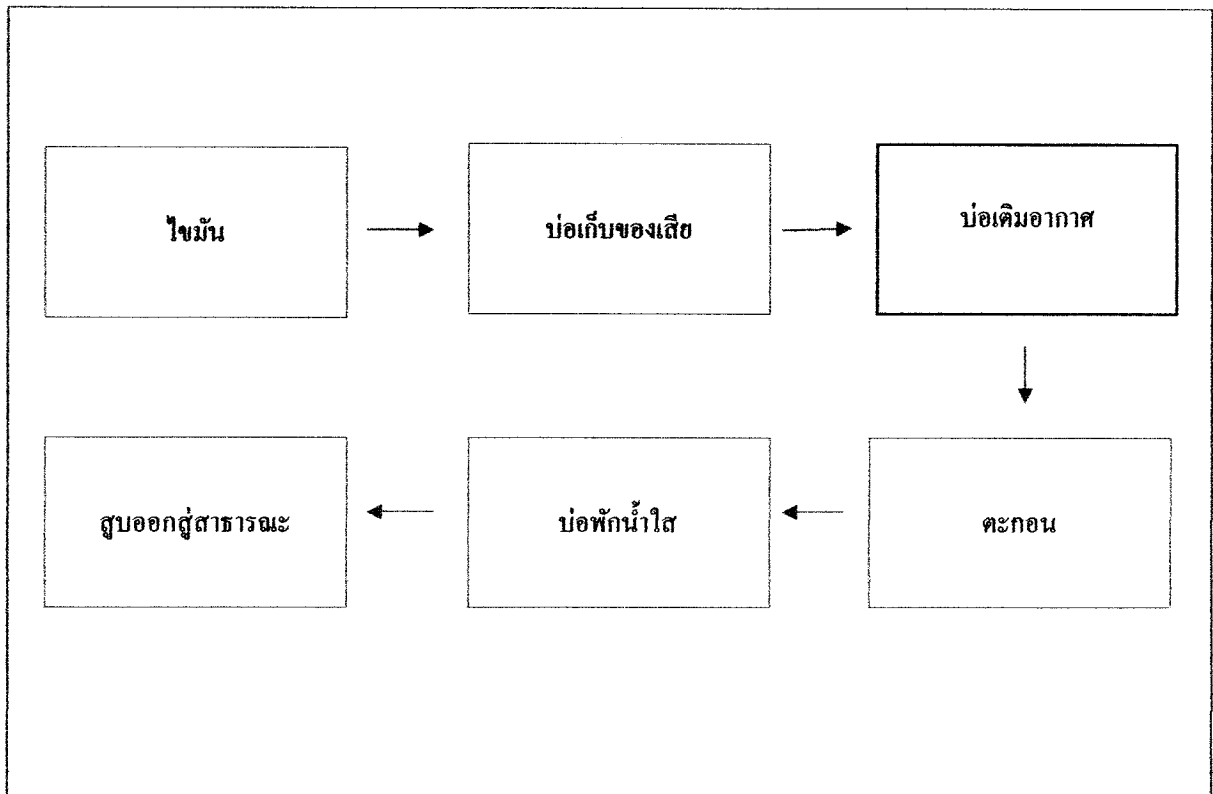 ไขมัน
บ่อเก็บของเสีย
บ่อเติมอากาศ
ตะกอน
บ่อพักน้ำใส
สูบออกสู่สาธารณะ